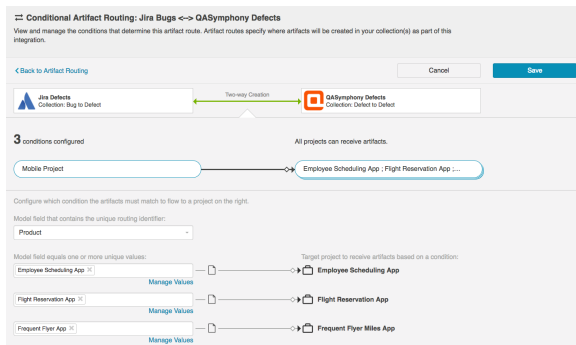 Conditional Artifact Routing: Jira Bugs <--> QASymphony Defects
View and manage the conditions that determine this artifact route. Artifact routes specify where artifacts will be created in your collection(s) as part of this
integration.
Back to Artifact Routing
Cancel
Save
Jira Defects
Collection: Bug to Defect
Two-way Creation
QASymphony Defects
Collection: Defect to Defect
3 conditions configured
All projects can receive artifacts.
Mobile Project
Employee Scheduling App ; Flight Reservation App ;...
Configure which condition the artifacts must match to flow to a project on the right.
Model field that contains the unique routing identifier:
Product
Model field equals one or more unique values:
Target project to receive artifacts based on a condition:
Employee Scheduling App ×
Employee Scheduling App
Manage Values
Flight Reservation App ×
Flight Reservation App
Manage Values
Frequent Flyer App ×
Frequent Flyer Miles App
Manage Values